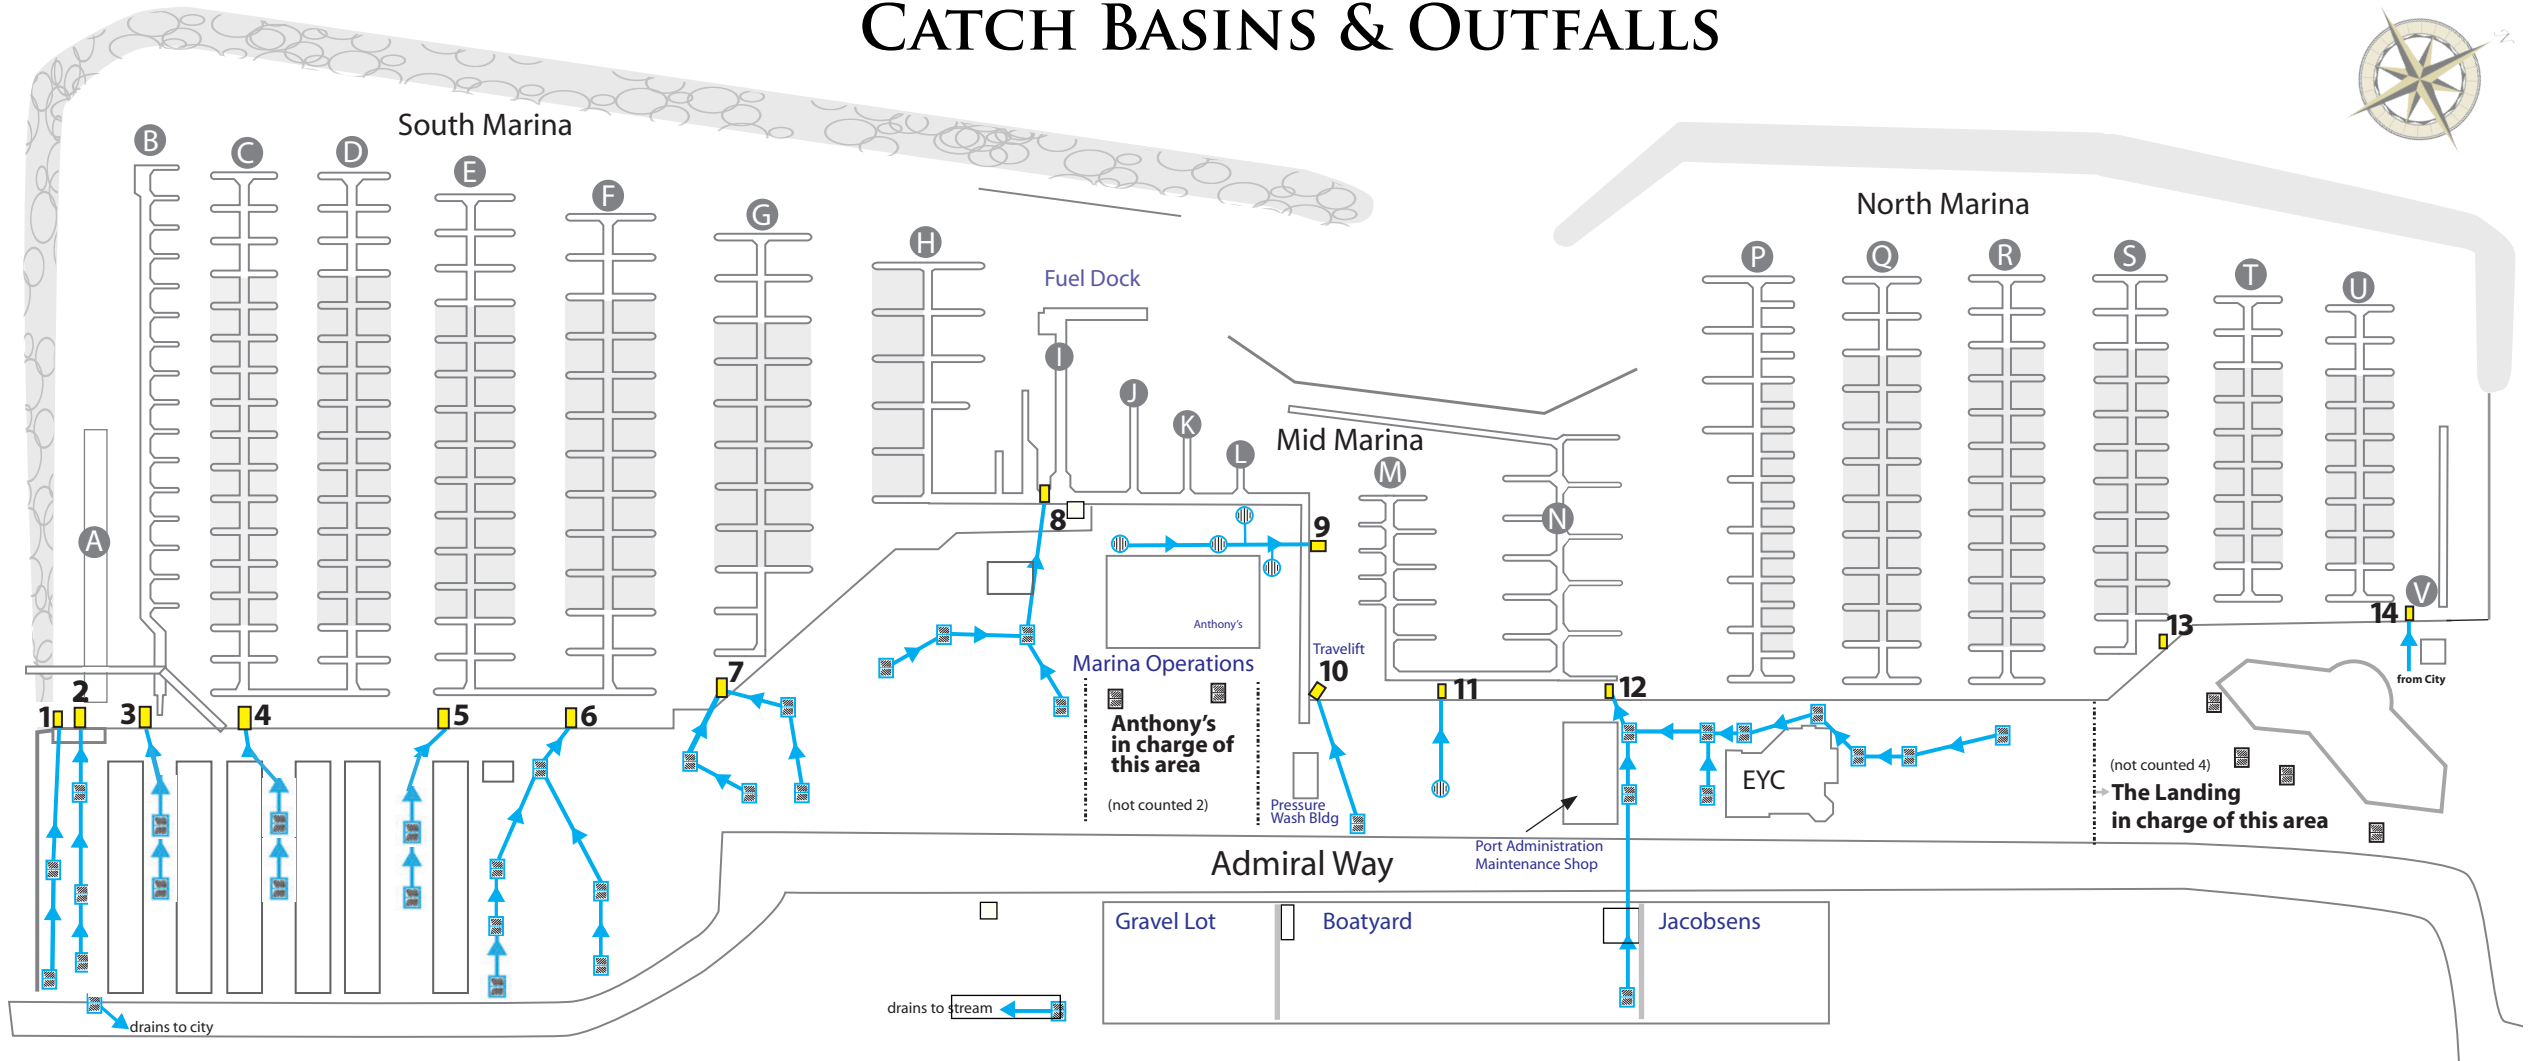 CATCH BASINS & OUTFALLS
N
South Marina
North Marina
B
C
D
E
F
G
H
Fuel Dock
I
J
K
L
Mid Marina
M
N
P
Q
R
S
T
U
V
A
1
2
3
4
5
6
7
8
9
Travelift
10
11
12
13
14
from City
Anthony's
Marina Operations
Anthony's
in charge of
this area
(not counted 2)
Pressure
Wash Bldg
EYC
Port Administration
Maintenance Shop
(not counted 4)
The Landing
in charge of this area
Admiral Way
Gravel Lot
Boatyard
Jacobsens
drains to stream
drains to city